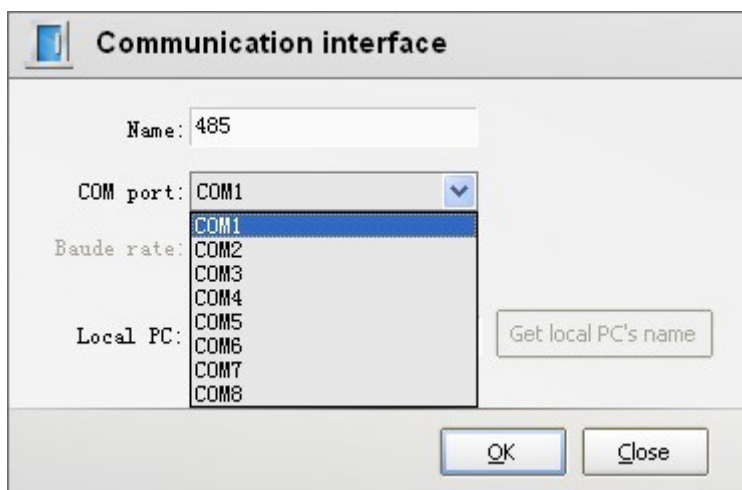 Communication interface
Name: 485
COM port: COM1
COM1
Baude rate:
COM2
COM3
COM4
Local PC:
COM5
Get local PC's name
COM6
COM7
COM8
OK
Close